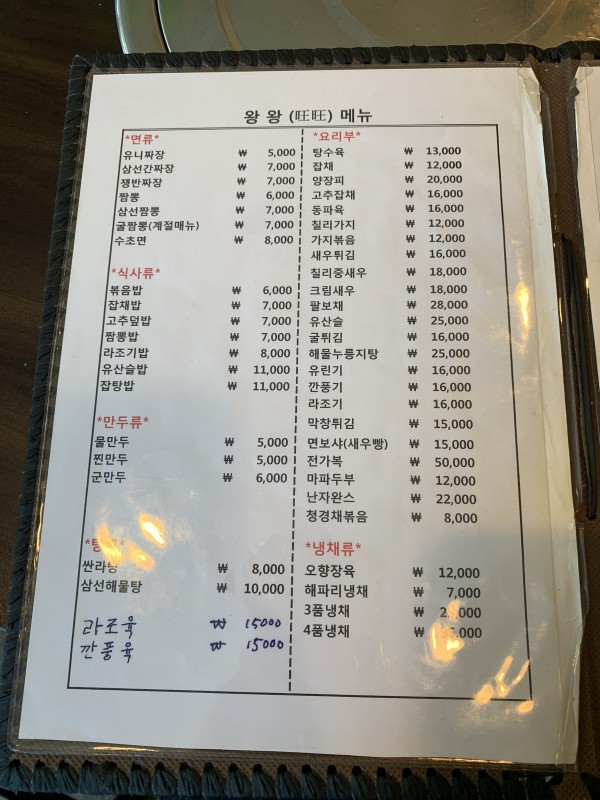 왕 왕 (旺旺) 메뉴
*면류*
유니짜장 ₩ 5,000
삼선간짜장 ₩ 7,000
쟁반짜장 ₩ 7,000
짬뽕 ₩ 6,000
삼선짬뽕 ₩ 7,000
굴짬뽕(계절매뉴) ₩ 7,000
수초면 ₩ 8,000
*식사류*
볶음밥 ₩ 6,000
잡채밥 ₩ 7,000
고추덮밥 ₩ 7,000
짬뽕밥 ₩ 7,000
라조기밥 ₩ 8,000
유산슬밥 ₩ 11,000
잡탕밥 ₩ 11,000
*만두류*
물만두 ₩ 5,000
찐만두 ₩ 5,000
군만두 ₩ 6,000
싼라탕 ₩ 8,000
삼선해물탕 ₩ 10,000
라조육 ₩ 15000
깐풍육 ₩ 15000
*요리부*
탕수육 ₩ 13,000
잡채 ₩ 12,000
양장피 ₩ 20,000
고추잡채 ₩ 16,000
동파육 ₩ 16,000
칠리가지 ₩ 12,000
가지볶음 ₩ 12,000
새우튀김 ₩ 16,000
칠리중새우 ₩ 18,000
크림새우 ₩ 18,000
팔보채 ₩ 28,000
유산슬 ₩ 25,000
굴튀김 ₩ 16,000
해물누룽지탕 ₩ 25,000
유린기 ₩ 16,000
깐풍기 ₩ 16,000
라조기 ₩ 16,000
막창튀김 ₩ 15,000
면보샤(새우빵) ₩ 15,000
전가복 ₩ 50,000
마파두부 ₩ 12,000
난자완스 ₩ 22,000
청경채볶음 ₩ 8,000
*냉채류*
오향장육 ₩ 12,000
해파리냉채 ₩ 7,000
3품냉채 ₩
4품냉채 ₩